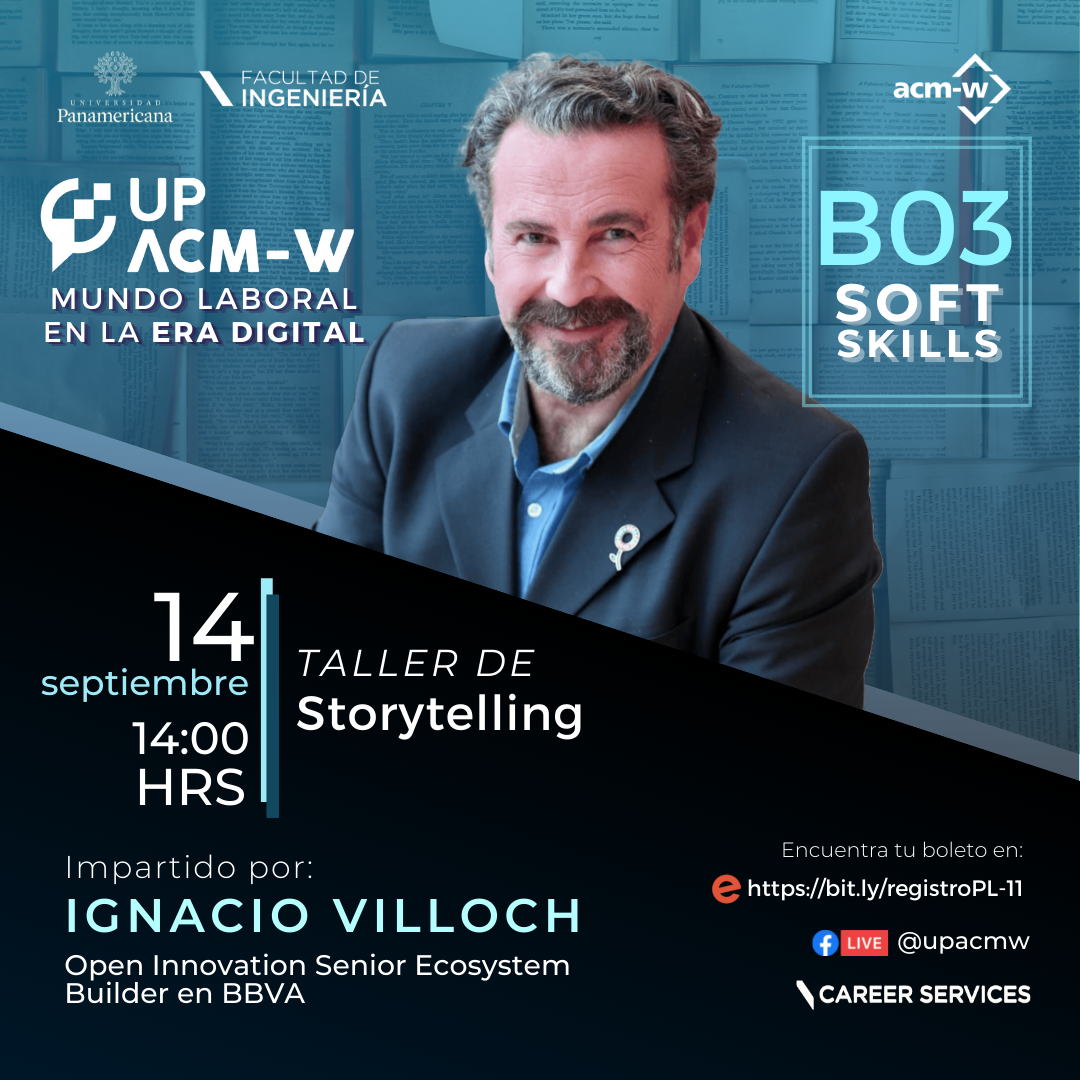 UNIVERSIDAD
Panamericana
FACULTAD DE
INGENIERÍA
acm-w
UP
ACM-W
MUNDO LABORAL
EN LA ERA DIGITAL
B03
SOFT
SKILLS
14
septiembre
14:00
HRS
TALLER DE
Storytelling
Impartido por:
IGNACIO VILLOCH
Open Innovation Senior Ecosystem
Builder en BBVA
Encuentra tu boleto en:
e https://bit.ly/registroPL-11
f LIVE @upacmw
CAREER SERVICES